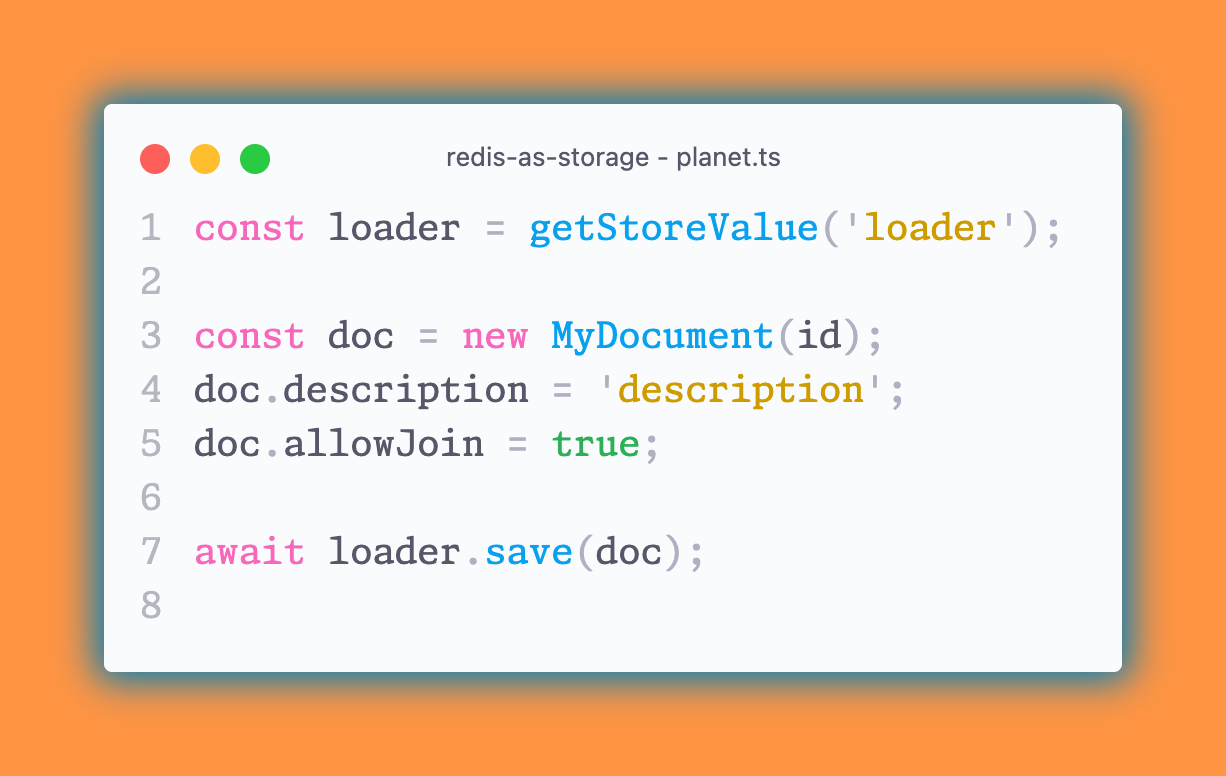 redis-as-storage - planet.ts
1 const loader = getStoreValue('loader');
2
3 const doc = new MyDocument(id);
4 doc.description = 'description';
5 doc.allowJoin = true;
6
7 await loader.save(doc);
8